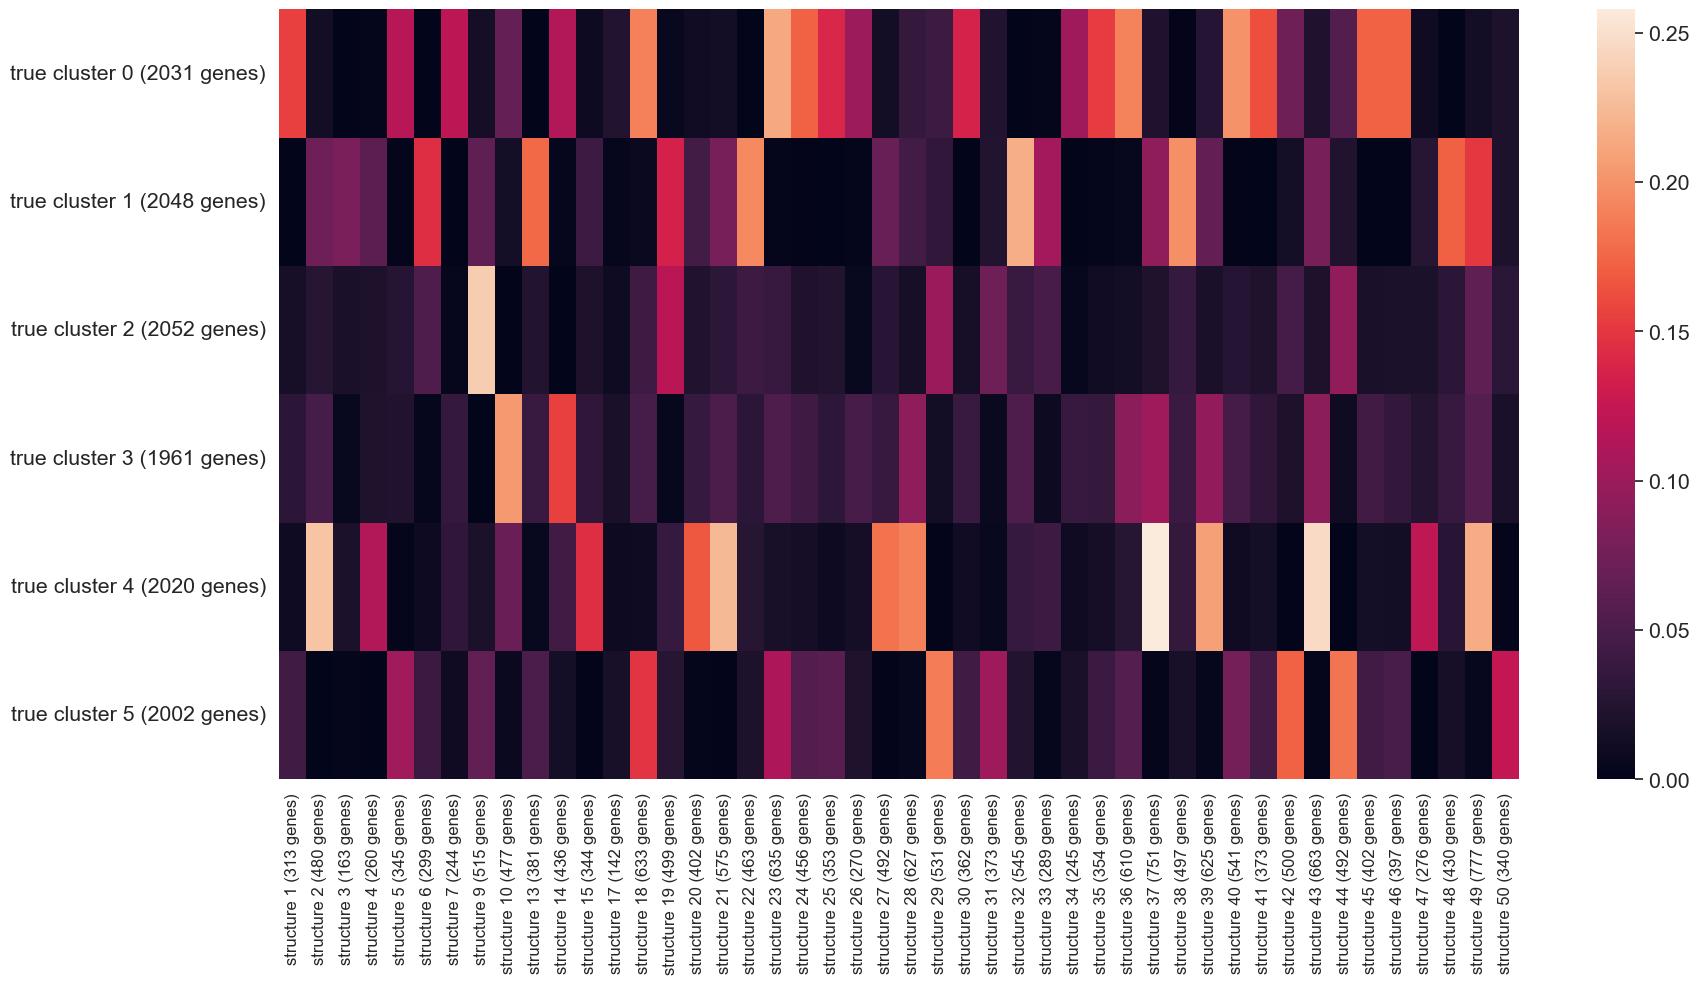 true cluster 0 (2031 genes)
true cluster 1 (2048 genes)
true cluster 2 (2052 genes)
true cluster 3 (1961 genes)
true cluster 4 (2020 genes)
true cluster 5 (2002 genes)
structure 1 (313 genes)
structure 2 (480 genes)
structure 3 (163 genes)
structure 4 (260 genes)
structure 5 (345 genes)
structure 6 (299 genes)
structure 7 (244 genes)
structure 9 (515 genes)
structure 10 (477 genes)
structure 13 (381 genes)
structure 14 (436 genes)
structure 15 (344 genes)
structure 17 (142 genes)
structure 18 (633 genes)
structure 19 (499 genes)
structure 20 (402 genes)
structure 21 (575 genes)
structure 22 (463 genes)
structure 23 (635 genes)
structure 24 (456 genes)
structure 25 (353 genes)
structure 26 (270 genes)
structure 27 (492 genes)
structure 28 (627 genes)
structure 29 (531 genes)
structure 30 (362 genes)
structure 31 (373 genes)
structure 32 (545 genes)
structure 33 (289 genes)
structure 34 (245 genes)
structure 35 (354 genes)
structure 36 (610 genes)
structure 37 (751 genes)
structure 38 (497 genes)
structure 39 (625 genes)
structure 40 (541 genes)
structure 41 (373 genes)
structure 42 (500 genes)
structure 43 (663 genes)
structure 44 (492 genes)
structure 45 (402 genes)
structure 46 (397 genes)
structure 47 (276 genes)
structure 48 (430 genes)
structure 49 (777 genes)
structure 50 (340 genes)
0.25
0.20
0.15
0.10
0.05
0.00